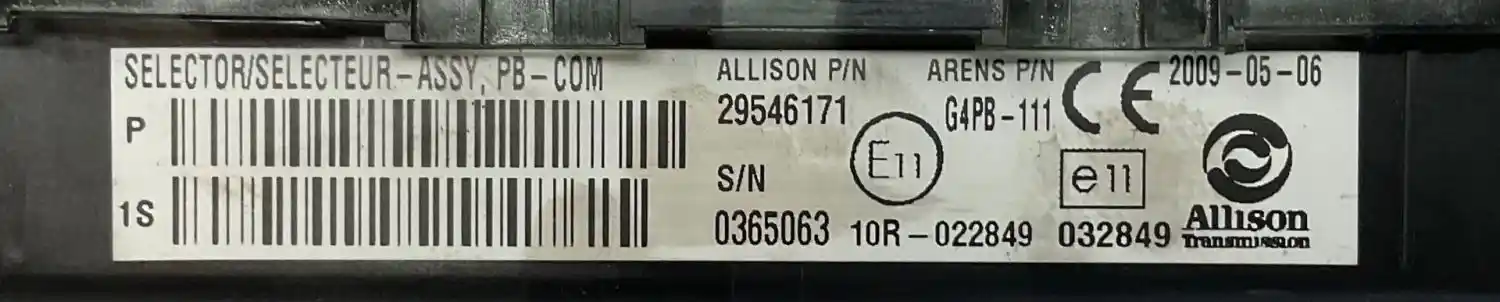 SELECTOR/SELECTEUR-ASSY, PB-COM
P
1S
ALLISON P/N
29546171
S/N
0365063
ARENS P/N
G4PB-111
CE
2009-05-06
E11
e11
10R-022849
032849
Allison
Transmission